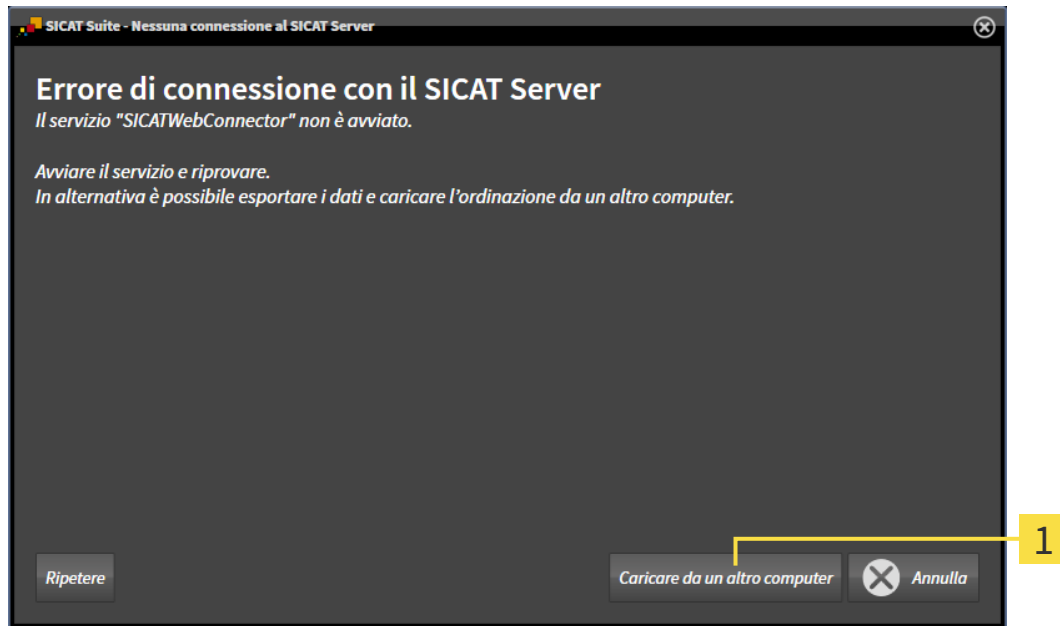 SICAT Suite - Nessuna connessione al SICAT Server
Errore di connessione con il SICAT Server
Il servizio "SICATWebConnector" non è avviato.
Avviare il servizio e riprovare.
In alternativa è possibile esportare i dati e caricare l'ordinazione da un altro computer.
1
Ripetere
Caricare da un altro computer
Annulla